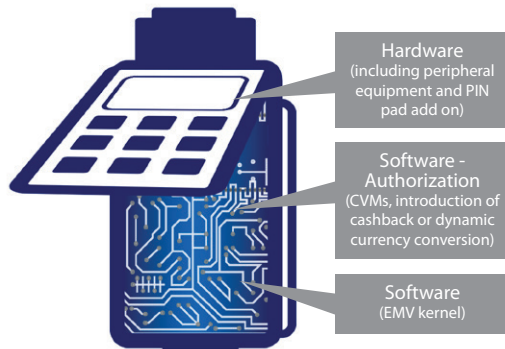 Hardware
(including peripheral
equipment and PIN
pad add on)
Software -
Authorization
(CVMs, introduction of
cashback or dynamic
currency conversion)
Software
(EMV kernel)